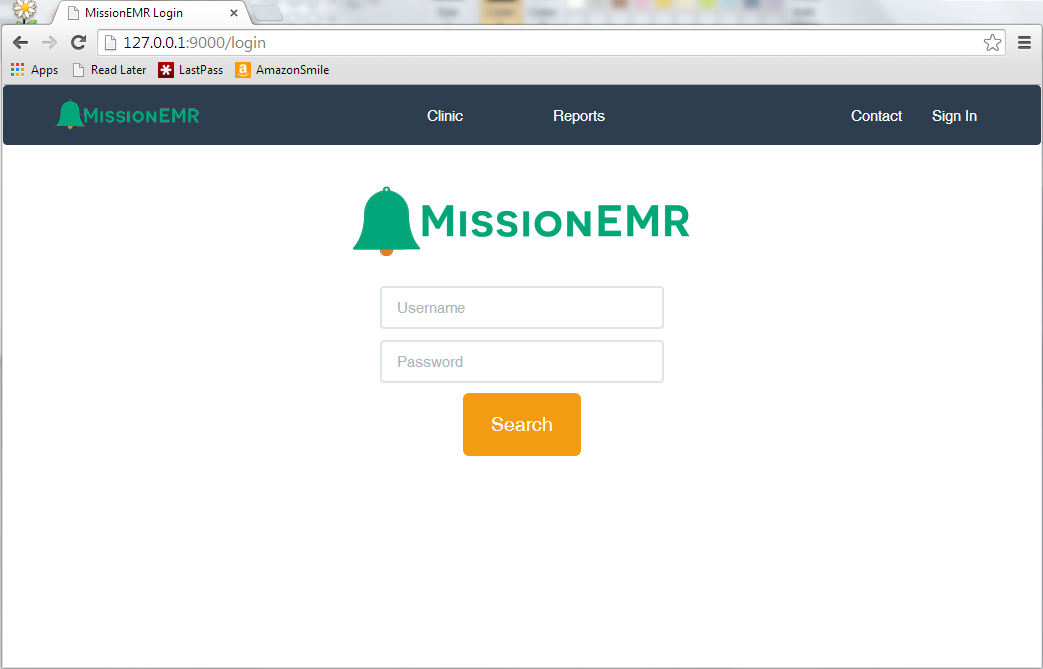 MissionEMR Login
127.0.0.1:9000/login
Apps Read Later LastPass AmazonSmile
MISSIONEMR Clinic Reports Contact Sign In
MISSIONEMR
Username
Password
Search